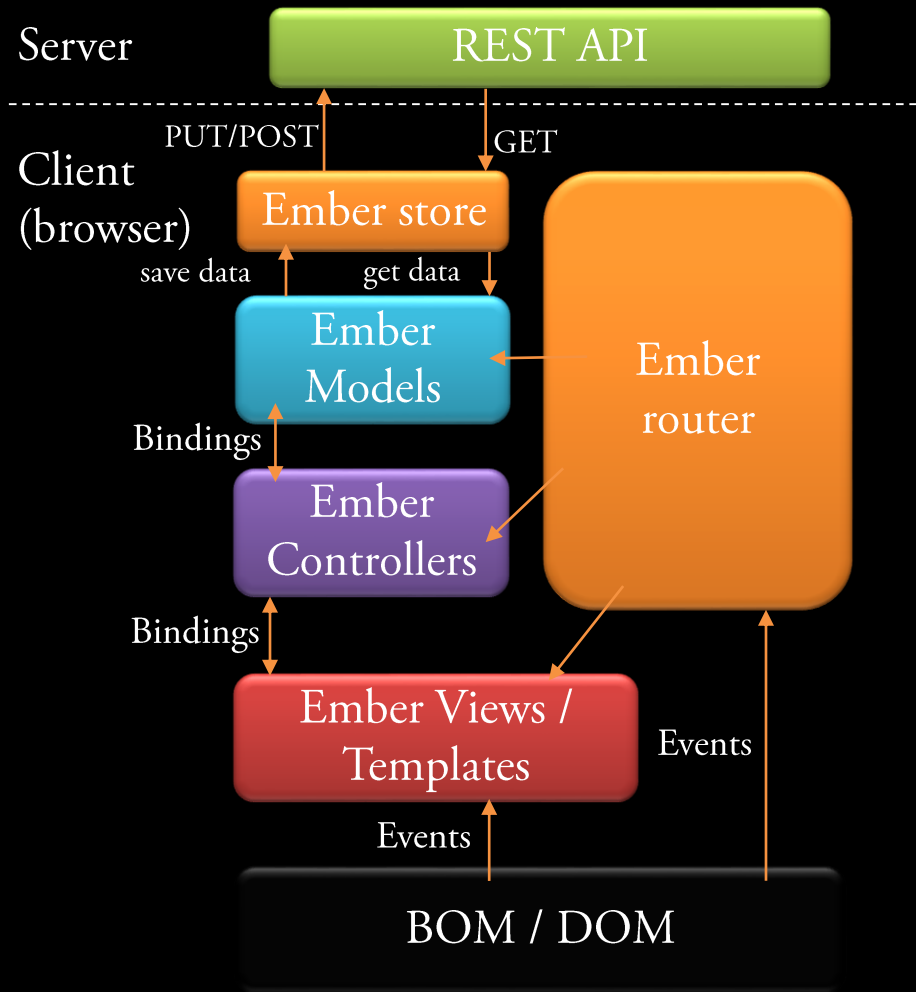 Server
REST API
PUT/POST
GET
Client
(browser)
Ember store
save data
get data
Ember
Models
Ember
router
Bindings
Ember
Controllers
Bindings
Ember Views /
Templates
Events
Events
BOM / DOM